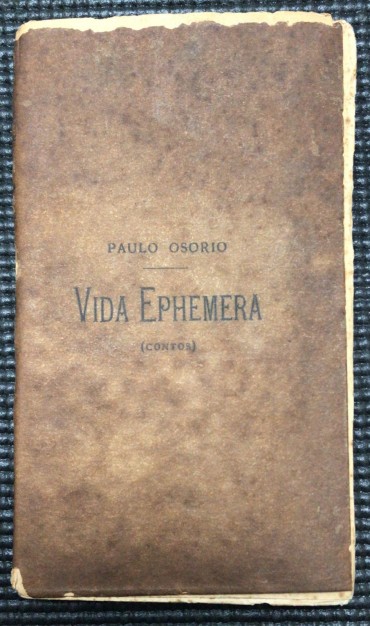 PAULO OSORIO
VIDA EPHEMERA
(CONTOS)